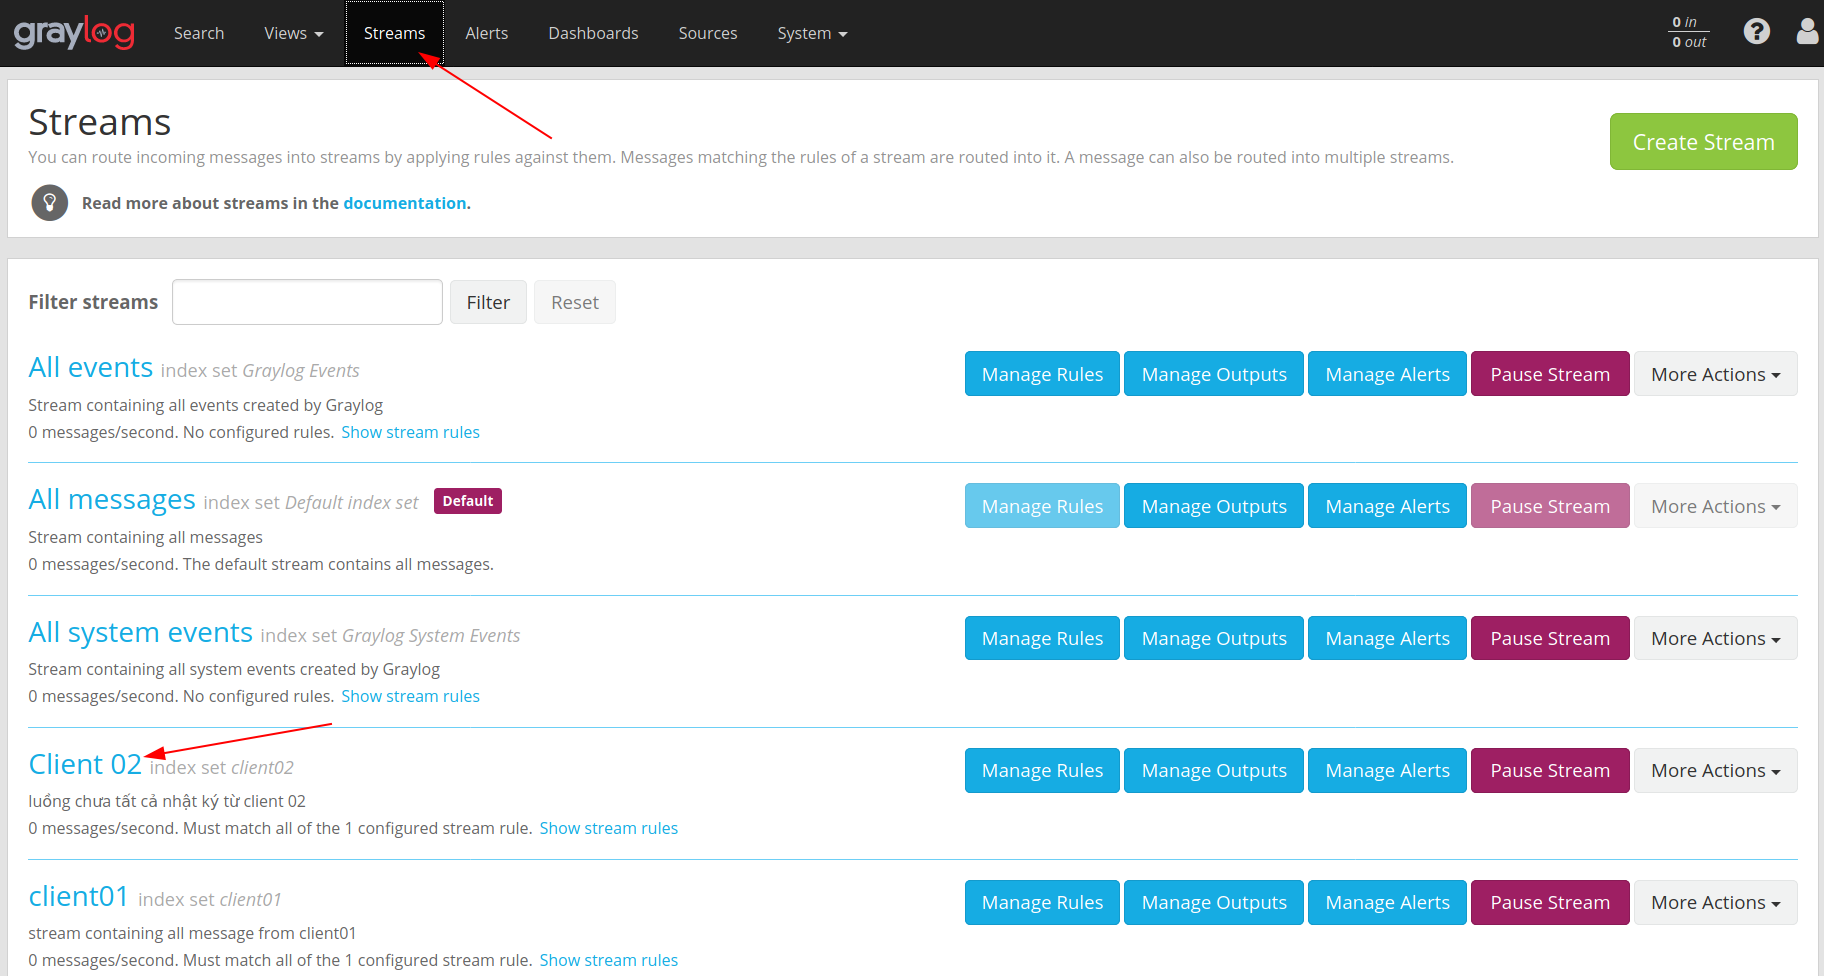 graylog Search Views Streams Alerts Dashboards Sources System 0 in
0 out
Streams
You can route incoming messages into streams by applying rules against them. Messages matching the rules of a stream are routed into it. A message can also be routed into multiple streams.
Create Stream
Read more about streams in the documentation.
Filter streams Filter Reset
All events index set Graylog Events Manage Rules Manage Outputs Manage Alerts Pause Stream More Actions
Stream containing all events created by Graylog
0 messages/second. No configured rules. Show stream rules
All messages index set Default index set Default Manage Rules Manage Outputs Manage Alerts Pause Stream More Actions
Stream containing all messages
0 messages/second. The default stream contains all messages.
All system events index set Graylog System Events Manage Rules Manage Outputs Manage Alerts Pause Stream More Actions
Stream containing all system events created by Graylog
0 messages/second. No configured rules. Show stream rules
Client 02 index set client02 Manage Rules Manage Outputs Manage Alerts Pause Stream More Actions
luồng chưa tất cả nhật ký từ client 02
0 messages/second. Must match all of the 1 configured stream rule. Show stream rules
client01 index set client01 Manage Rules Manage Outputs Manage Alerts Pause Stream More Actions
stream containing all message from client01
0 messages/second. Must match all of the 1 configured stream rule. Show stream rules